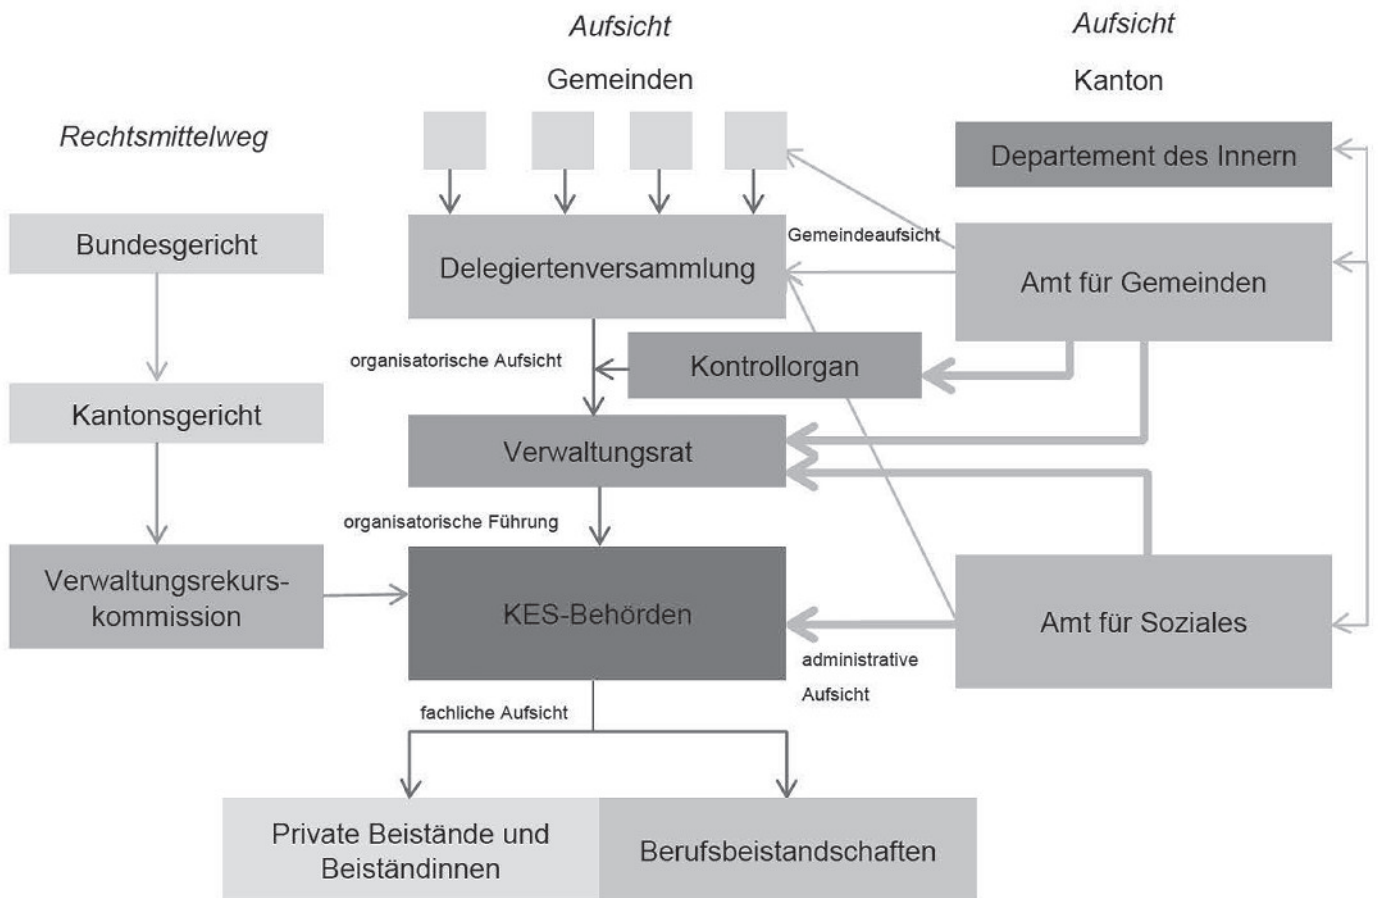 Aufsicht
Gemeinden
Aufsicht
Kanton
Rechtsmittelweg
Departement des Innern
Bundesgericht
Delegiertenversammlung
Gemeindeaufsicht
Amt für Gemeinden
organisatorische Aufsicht
Kontrollorgan
Kantonsgericht
Verwaltungsrat
organisatorische Führung
Verwaltungsrekurs-
kommission
KES-Behörden
Amt für Soziales
administrative
Aufsicht
fachliche Aufsicht
Private Beistände und
Beiständinnen
Berufsbeistandschaften